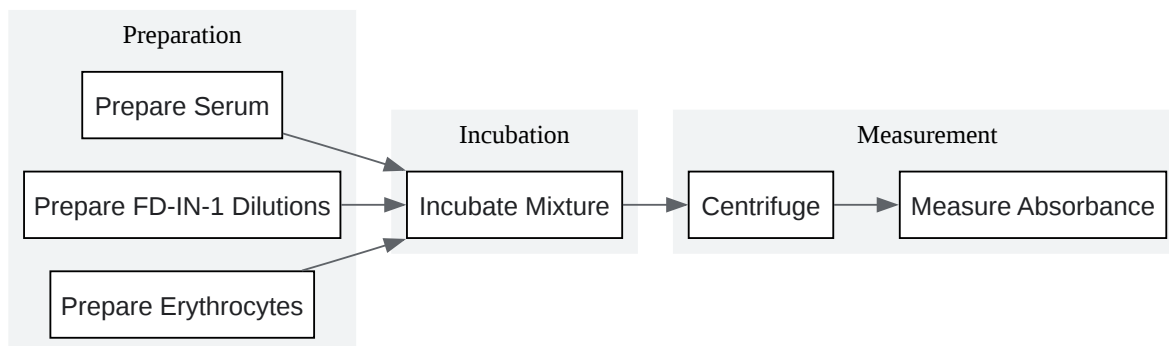 Preparation
Prepare Serum
Prepare FD-IN-1 Dilutions
Prepare Erythrocytes
Incubation
Incubate Mixture
Measurement
Centrifuge
Measure Absorbance